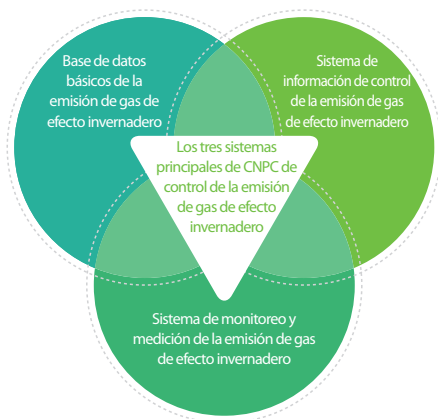 Base de datos
básicos de la
emisión de gas de
efecto invernadero
Sistema de
información de control
de la emisión de gas
de efecto invernadero
Los tres sistemas
principales de CNPC de
control de la emisión
de gas de efecto
invernadero
Sistema de monitoreo y
medición de la emisión de gas
de efecto invernadero